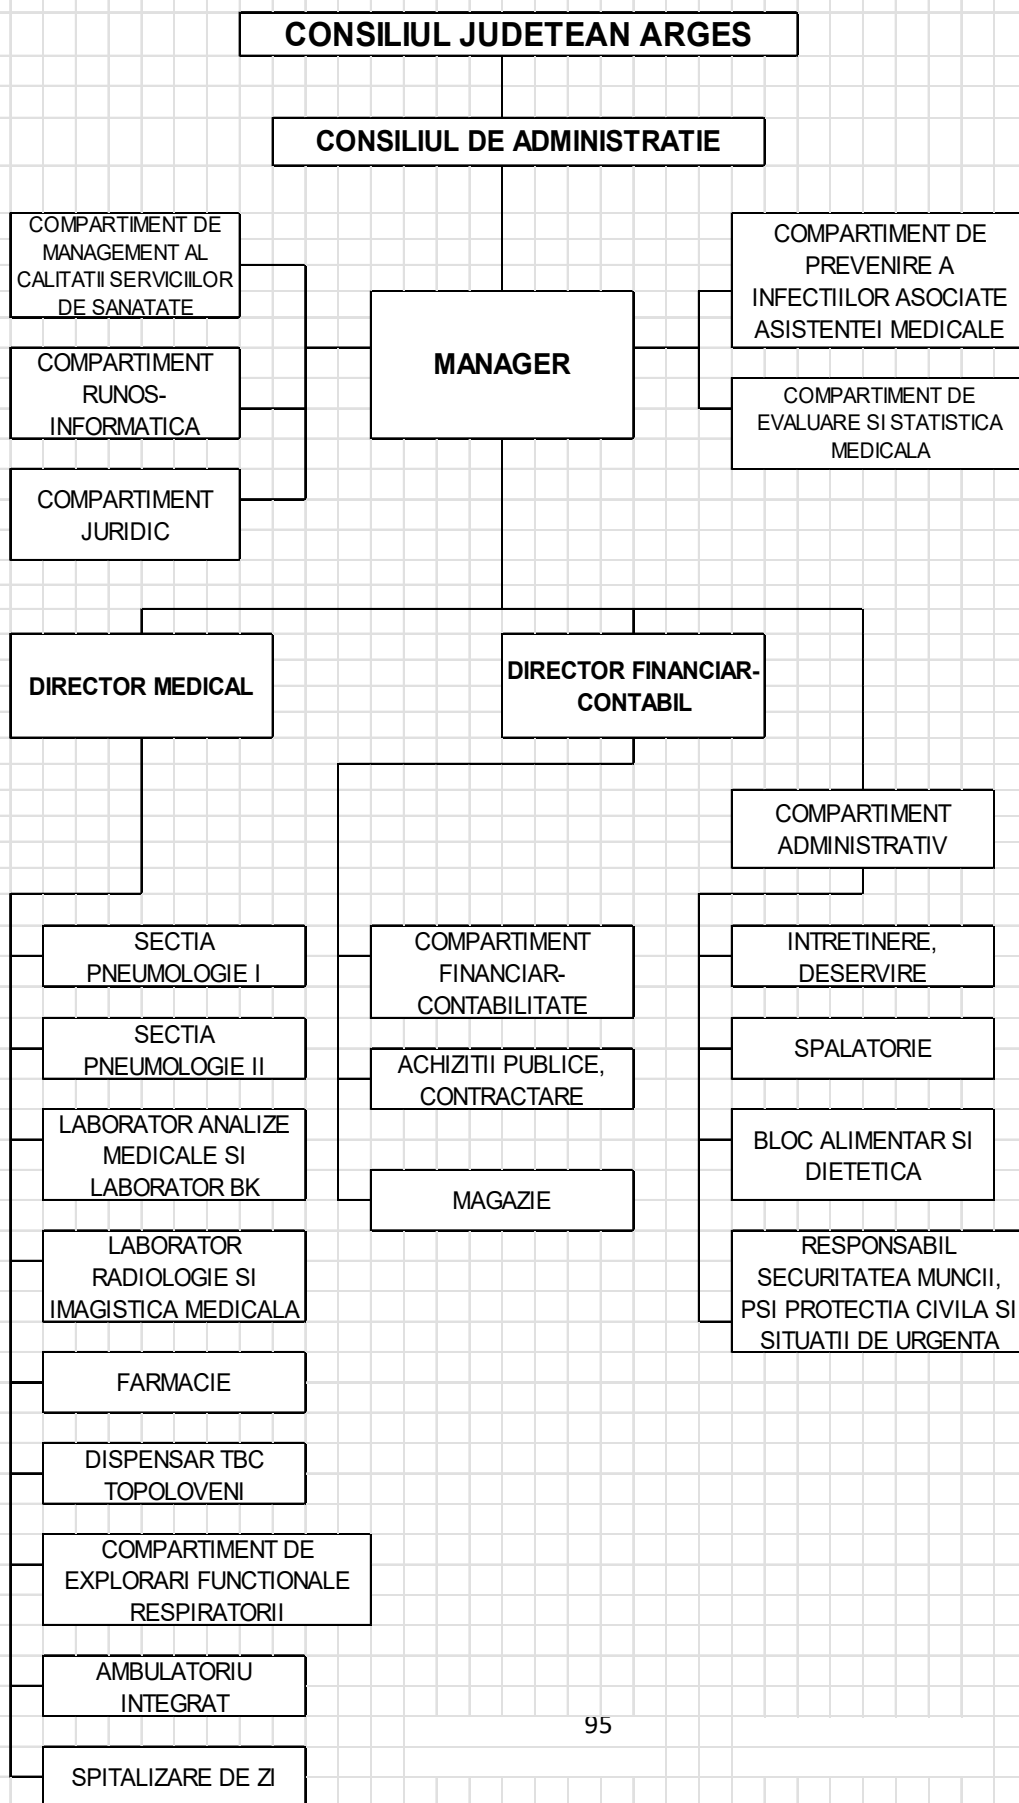 CONSILIUL JUDETEAN ARGES
CONSILIUL DE ADMINISTRATIE
COMPARTIMENT DE
MANAGEMENT AL
CALITATII SERVICIILOR
DE SANATATE
COMPARTIMENT
RUNOS-
INFORMATICA
COMPARTIMENT
JURIDIC
MANAGER
COMPARTIMENT DE
PREVENIRE A
INFECTIILOR ASOCIATE
ASISTENTEI MEDICALE
COMPARTIMENT DE
EVALUARE SI STATISTICA
MEDICALA
DIRECTOR MEDICAL
DIRECTOR FINANCIAR-
CONTABIL
COMPARTIMENT
ADMINISTRATIV
SECTIA
PNEUMOLOGIE I
SECTIA
PNEUMOLOGIE II
LABORATOR ANALIZE
MEDICALE SI
LABORATOR BK
LABORATOR
RADIOLOGIE SI
IMAGISTICA MEDICALA
FARMACIE
DISPENSAR TBC
TOPOLOVENI
COMPARTIMENT DE
EXPLORARI FUNCTIONALE
RESPIRATORII
AMBULATORIU
INTEGRAT
SPITALIZARE DE ZI
COMPARTIMENT
FINANCIAR-
CONTABILITATE
ACHIZITII PUBLICE,
CONTRACTARE
MAGAZIE
INTRETINERE,
DESERVIRE
SPALATORIE
BLOC ALIMENTAR SI
DIETETICA
RESPONSABIL
SECURITATEA MUNCII,
PSI PROTECTIA CIVILA SI
SITUATII DE URGENTA
95